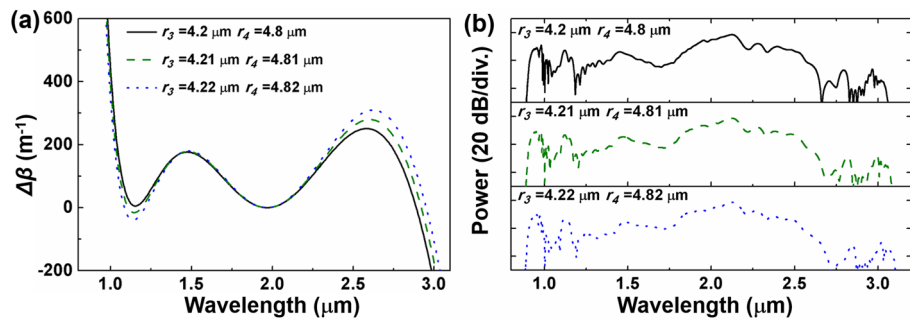 (a)
600
400
200
0
-200
Δβ (m⁻¹)
r₃ =4.2 μm r₄ =4.8 μm
r₃ =4.21 μm r₄ =4.81 μm
r₃ =4.22 μm r₄ =4.82 μm
1.0 1.5 2.0 2.5 3.0
Wavelength (μm)
(b)
Power (20 dB/div.)
r₃ =4.2 μm r₄ =4.8 μm
r₃ =4.21 μm r₄ =4.81 μm
r₃ =4.22 μm r₄ =4.82 μm
1.0 1.5 2.0 2.5 3.0
Wavelength (μm)